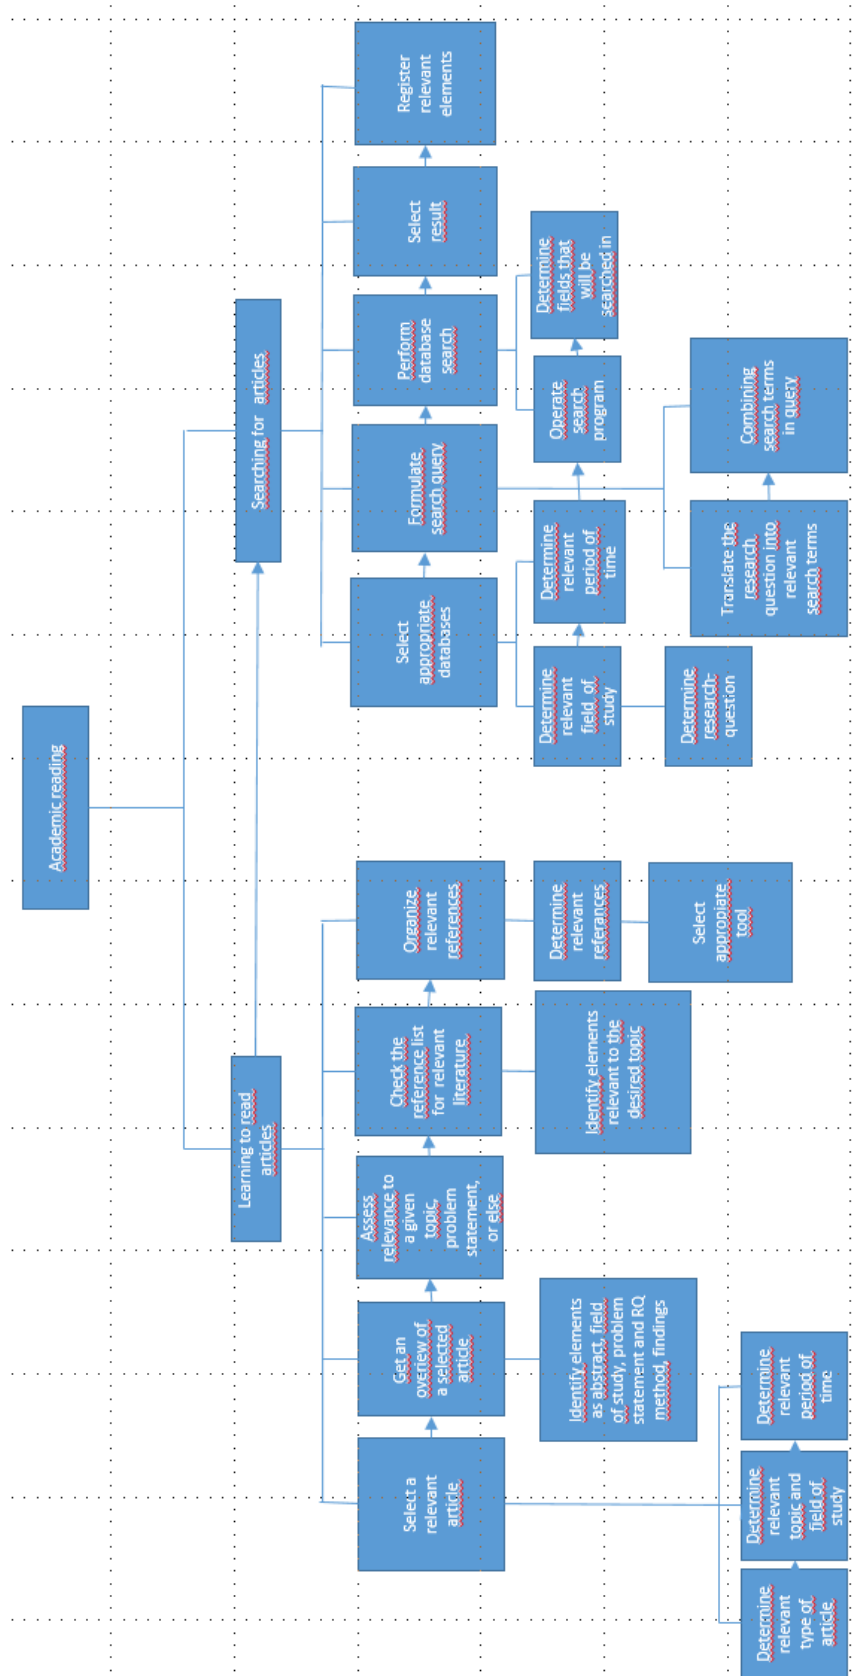 Academic reading
Learning to read
articles
Searching for articles
Select a
relevant
article
Get an
overiew of
a selected
article
Assess
relevance to
a given
topic,
problem
statement,
or else
Check the
reference list
for relevant
literature
Organize
relevant
references
Select
appropriate
databases
Formulate
search query
Perform
database
search
Select
result
Register
relevant
elements
Identify elements
as abstract, field
of study, problem
statement and RQ
method, findings
Identify elements
relevant to the
desired topic
Determine
relevant
referances
Select
appropiate
tool
Determine
relevant
field of
study
Determine
relevant
period of
time
Operate
search
program
Determine
fields that
will be
searched in
Determine
research-
question
Translate the
research
question into
relevant
search terms
Combining
search terms
in query
Determine
relevant
type of
article
Determine
relevant
topic and
field of
study
Determine
relevant
period of
time